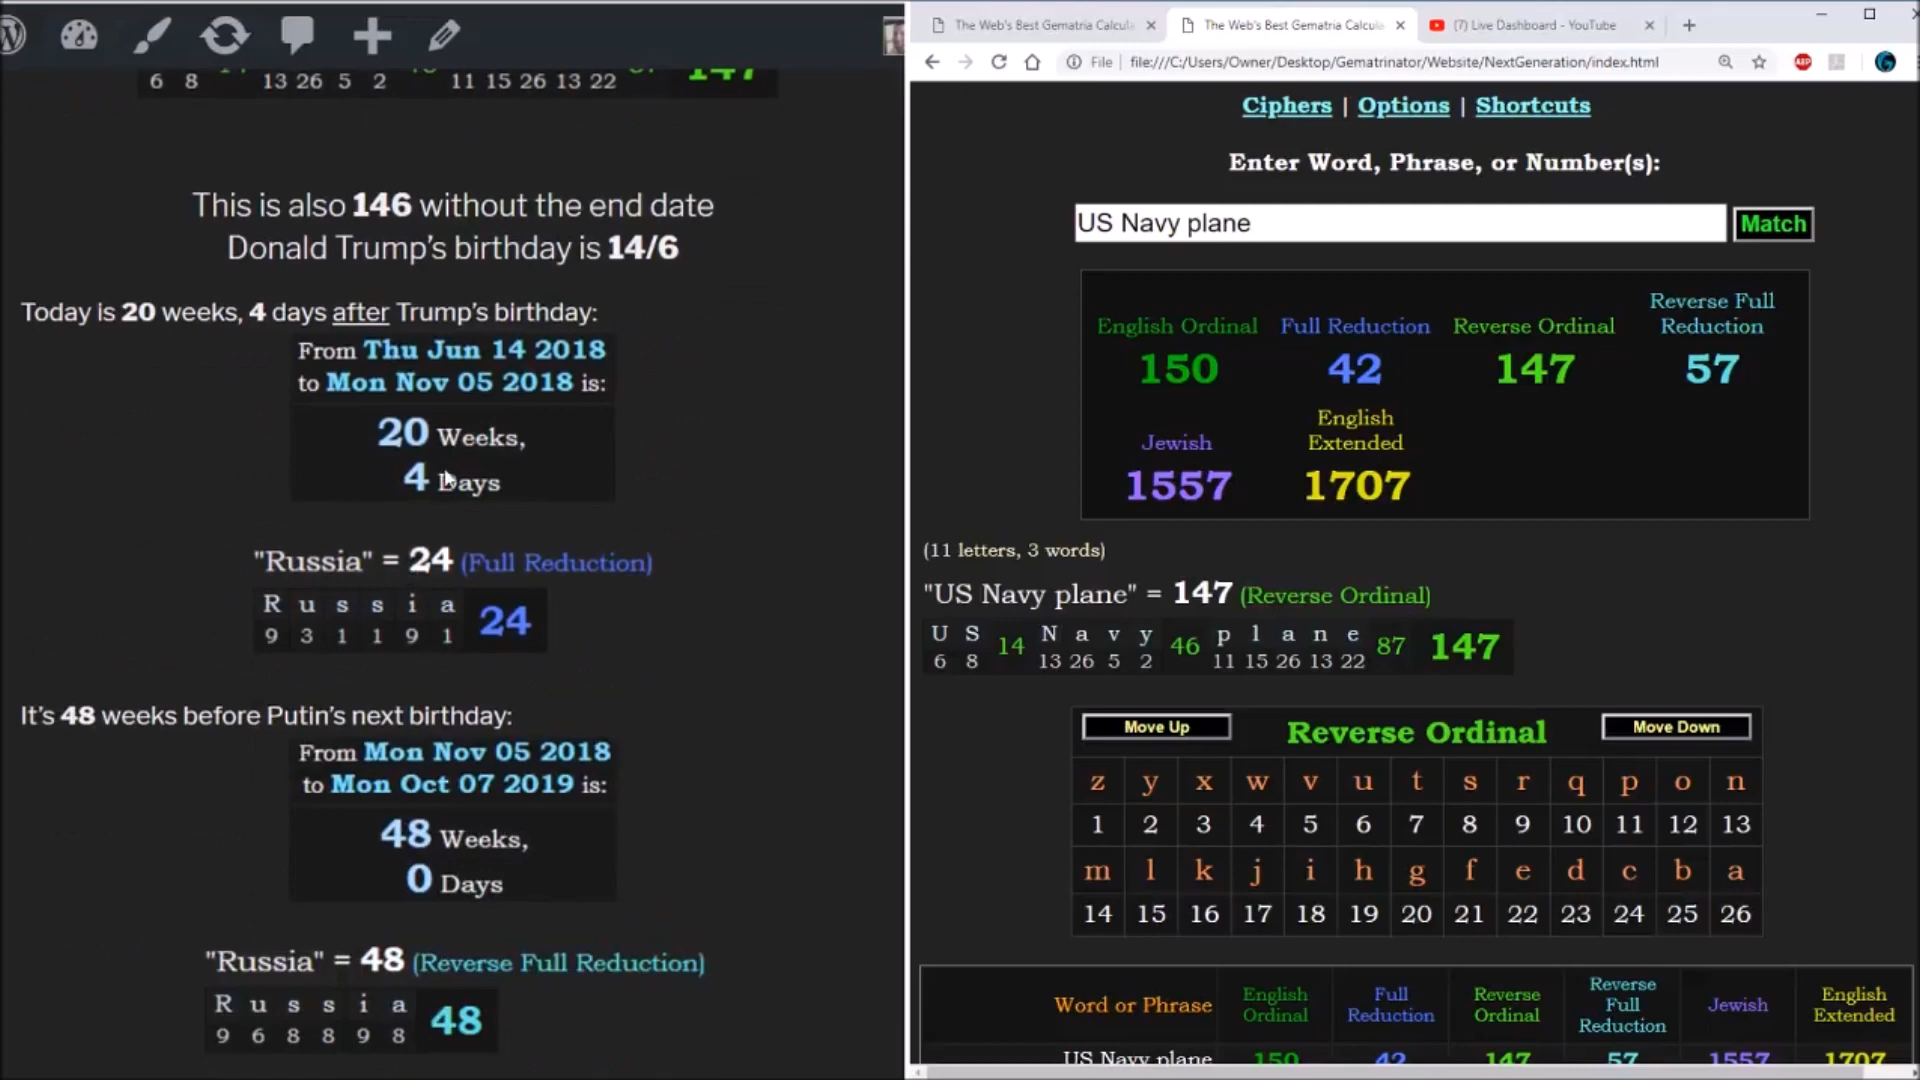 6 8 13 26 5 2 11 15 26 13 22 147
This is also 146 without the end date
Donald Trump's birthday is 14/6
Today is 20 weeks, 4 days after Trump's birthday:
From Thu Jun 14 2018
to Mon Nov 05 2018 is:
20 Weeks,
4 Days
"Russia" = 24 (Full Reduction)
R u s s i a
9 3 1 1 9 1 24
It's 48 weeks before Putin's next birthday:
From Mon Nov 05 2018
to Mon Oct 07 2019 is:
48 Weeks,
0 Days
"Russia" = 48 (Reverse Full Reduction)
R u s s i a
9 6 8 8 9 8 48
The Web's Best Gematria Calcula
The Web's Best Gematria Calcula
(7) Live Dashboard - YouTube
File | file:///C:/Users/Owner/Desktop/Gematrinator/Website/NextGeneration/index.html
ABP
Ciphers | Options | Shortcuts
Enter Word, Phrase, or Number(s):
US Navy plane Match
English Ordinal Full Reduction Reverse Ordinal Reverse Full Reduction
150 42 147 57
Jewish English Extended
1557 1707
(11 letters, 3 words)
"US Navy plane" = 147 (Reverse Ordinal)
U S 14 N a v y 46 p l a n e 87 147
6 8 13 26 5 2 11 15 26 13 22
Move Up Reverse Ordinal Move Down
z y x w v u t s r q p o n
1 2 3 4 5 6 7 8 9 10 11 12 13
m l k j i h g f e d c b a
14 15 16 17 18 19 20 21 22 23 24 25 26
Word or Phrase English Ordinal Full Reduction Reverse Ordinal Reverse Full Reduction Jewish English Extended
US Navy plane 150 42 147 57 1557 1707